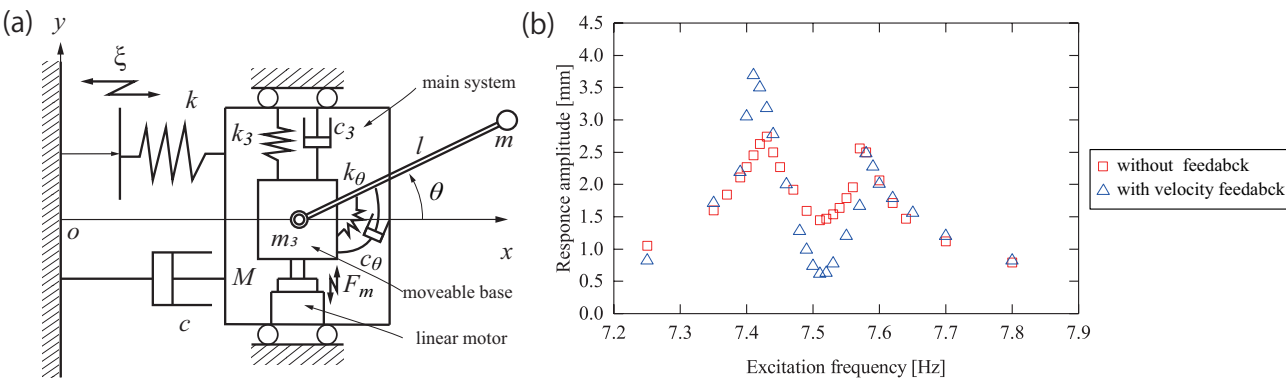 (a)
y
ξ
k
k3
c3
main system
l
m
kθ
θ
o
m3
x
M
cθ
Fm
moveable base
c
linear motor
(b)
Responce amplitude [mm]
4.5
4.0
3.5
3.0
2.5
2.0
1.5
1.0
0.5
0.0
7.2 7.3 7.4 7.5 7.6 7.7 7.8 7.9
Excitation frequency [Hz]
without feedabck
with velocity feedabck